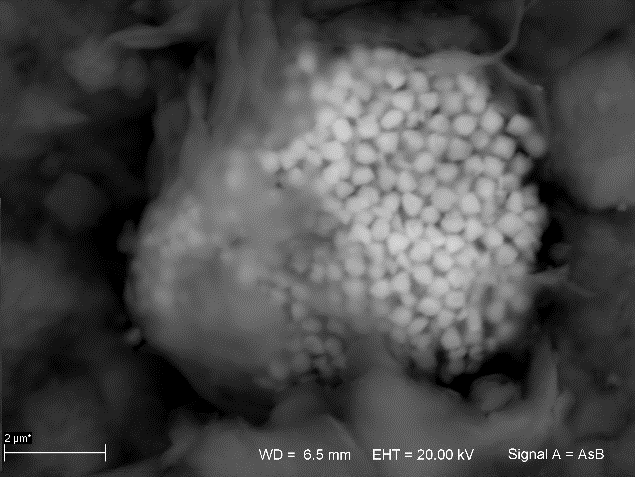 2 µm*
WD = 6.5 mm EHT = 20.00 kV Signal A = AsB